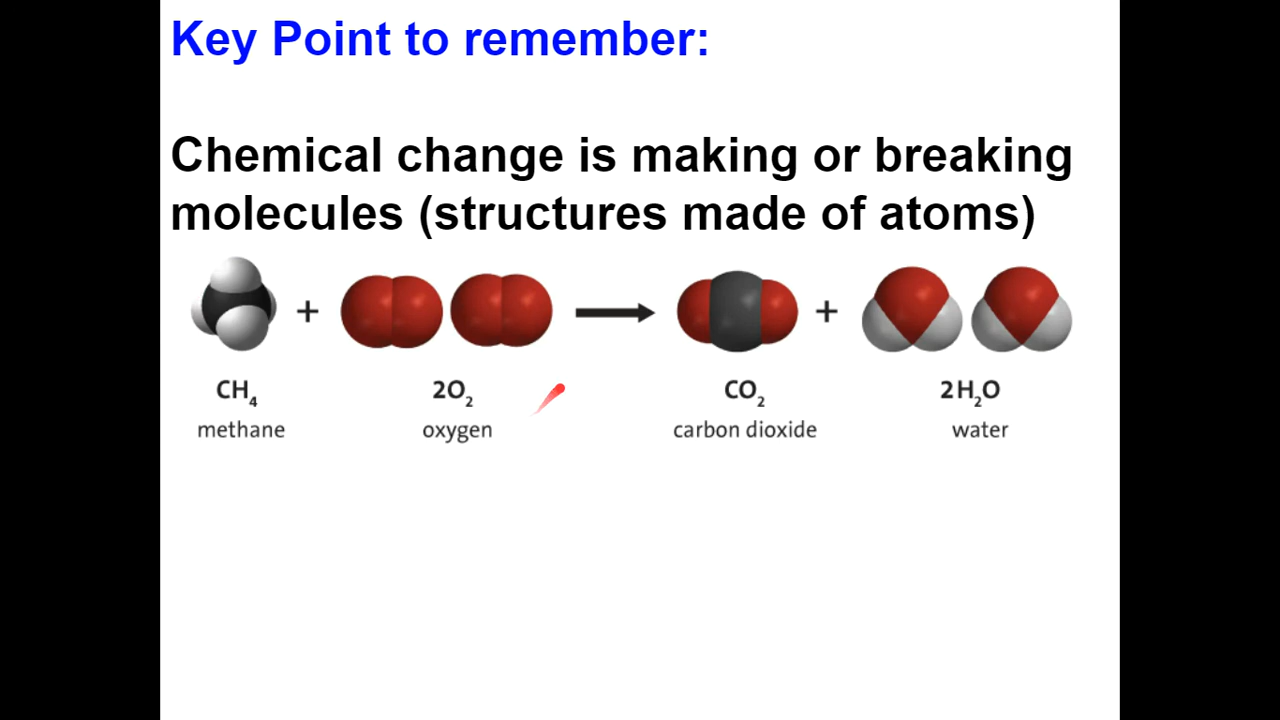 Key Point to remember:
Chemical change is making or breaking
molecules (structures made of atoms)
+ +
CH₄ 2O₂ CO₂ 2H₂O
methane oxygen carbon dioxide water